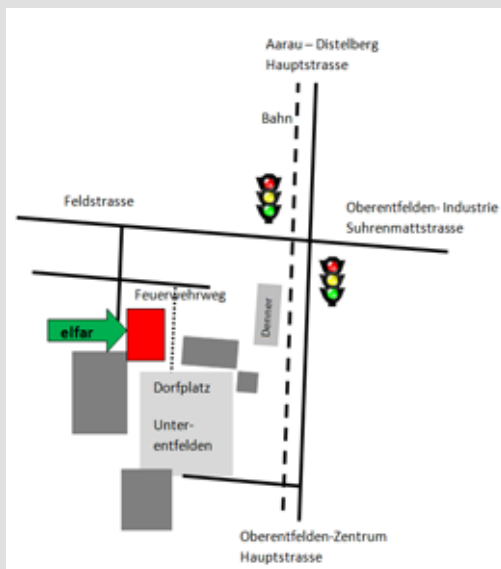 Aarau – Distelberg
Hauptstrasse
Bahn
Feldstrasse
Oberentfelden- Industrie
Suhrenmattstrasse
Feuerwehrweg
Denner
elfar
Dorfplatz
Unter-
entfelden
Oberentfelden-Zentrum
Hauptstrasse